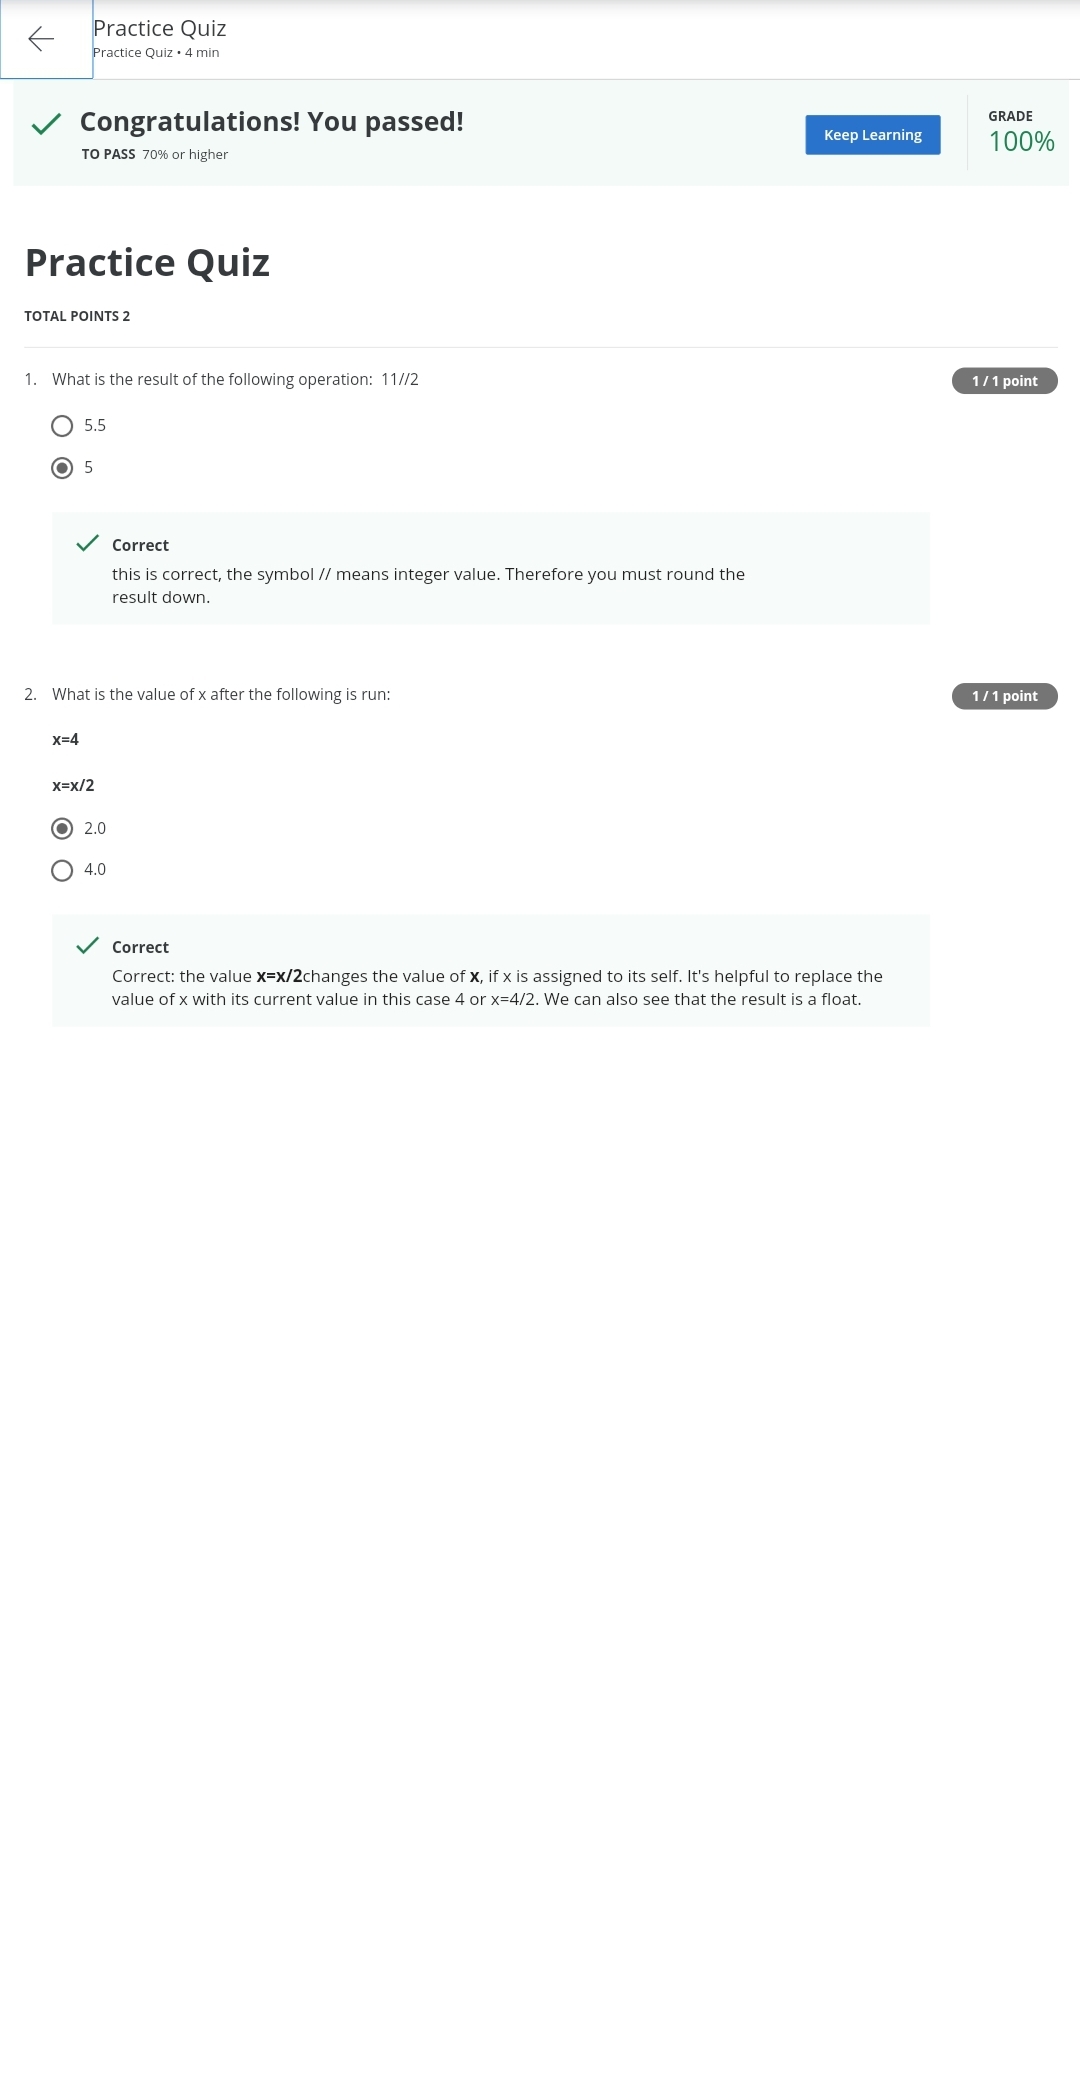 Practice Quiz
Practice Quiz • 4 min
Congratulations! You passed!
TO PASS 70% or higher
Keep Learning
GRADE
100%
Practice Quiz
TOTAL POINTS 2
1. What is the result of the following operation: 11//2
1 / 1 point
5.5
5
Correct
this is correct, the symbol // means integer value. Therefore you must round the
result down.
2. What is the value of x after the following is run:
1 / 1 point
x=4
x=x/2
2.0
4.0
Correct
Correct: the value x=x/2changes the value of x, if x is assigned to its self. It's helpful to replace the
value of x with its current value in this case 4 or x=4/2. We can also see that the result is a float.